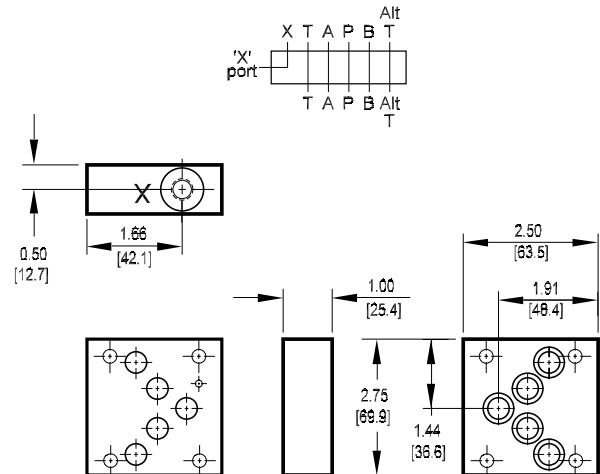 Alt
X T A P B T
'X'
port
T A P B Alt
T
X
0.50
[12.7]
1.66
[42.1]
1.00
[25.4]
2.50
[63.5]
1.91
[48.4]
2.75
[69.9]
1.44
[36.6]